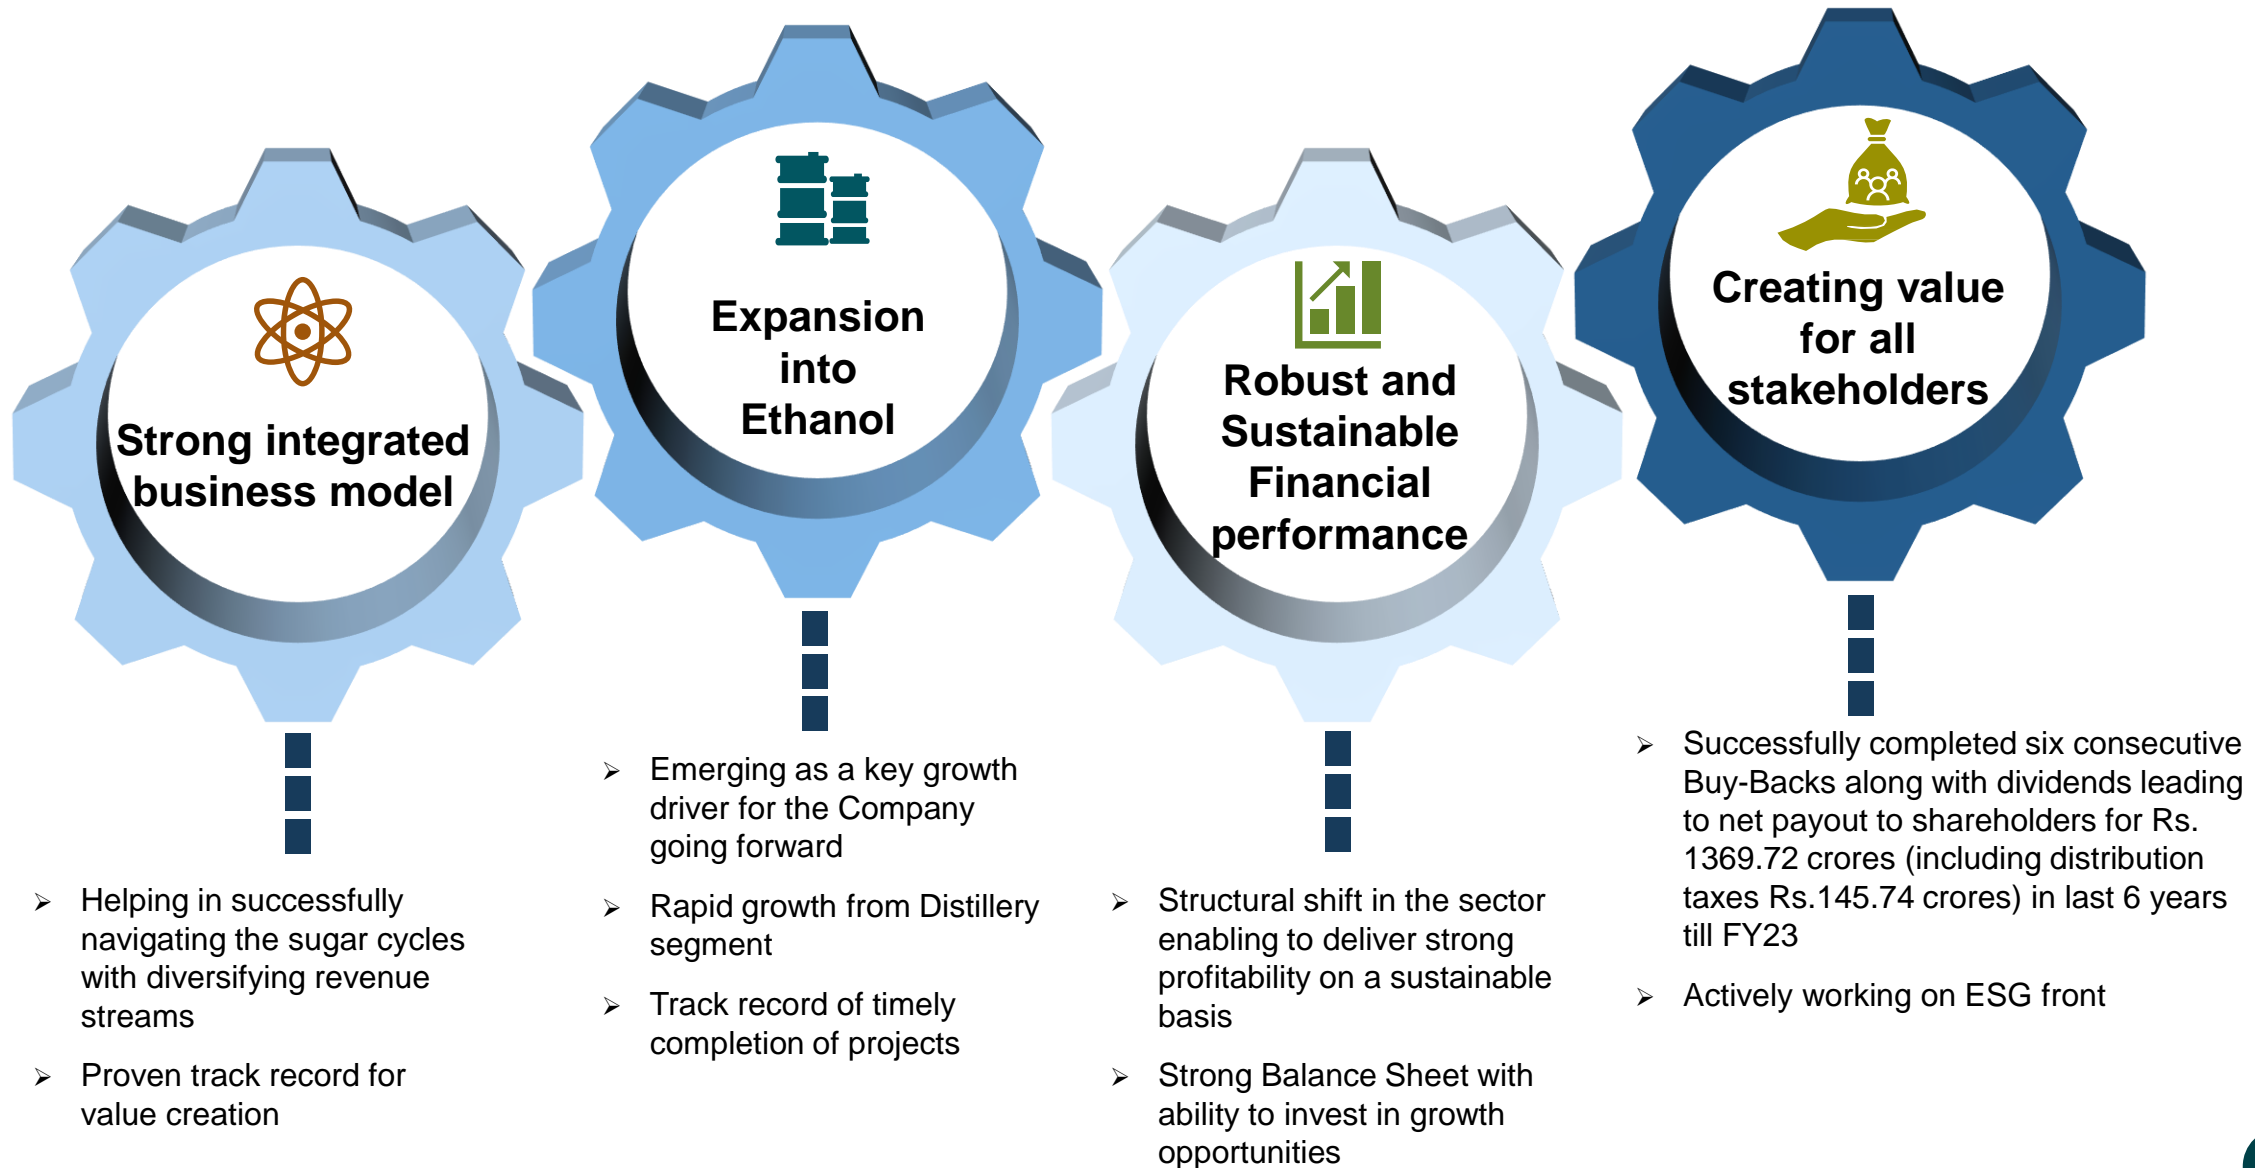 Strong integrated
business model
➢ Helping in successfully
navigating the sugar cycles
with diversifying revenue
streams
➢ Proven track record for
value creation
Expansion
into
Ethanol
➢ Emerging as a key growth
driver for the Company
going forward
➢ Rapid growth from Distillery
segment
➢ Track record of timely
completion of projects
Robust and
Sustainable
Financial
performance
➢ Structural shift in the sector
enabling to deliver strong
profitability on a sustainable
basis
➢ Strong Balance Sheet with
ability to invest in growth
opportunities
Creating value
for all
stakeholders
➢ Successfully completed six consecutive
Buy-Backs along with dividends leading
to net payout to shareholders for Rs.
1369.72 crores (including distribution
taxes Rs.145.74 crores) in last 6 years
till FY23
➢ Actively working on ESG front